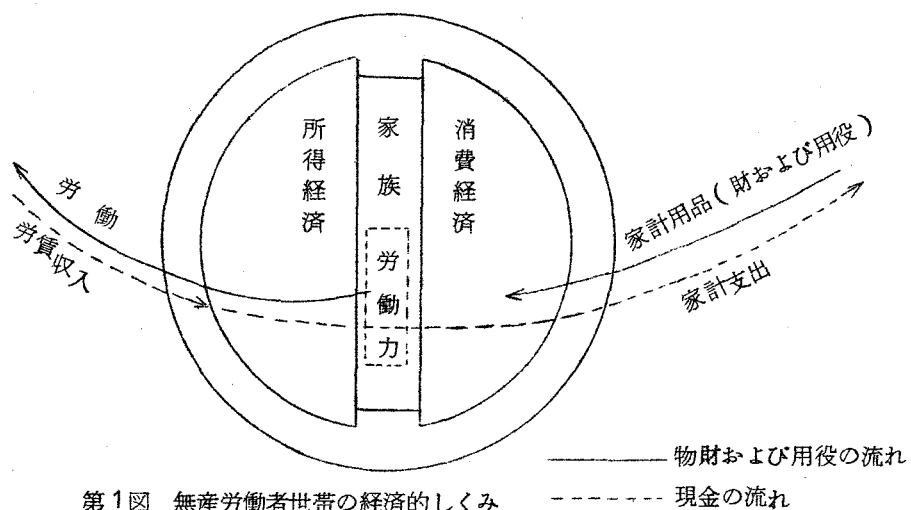 所得経済
家族
労働力
消費経済
労働
労賃収入
家計用品(財および用役)
家計支出
物財および用役の流れ
現金の流れ
第1図 無産労働者世帯の経済的しくみ